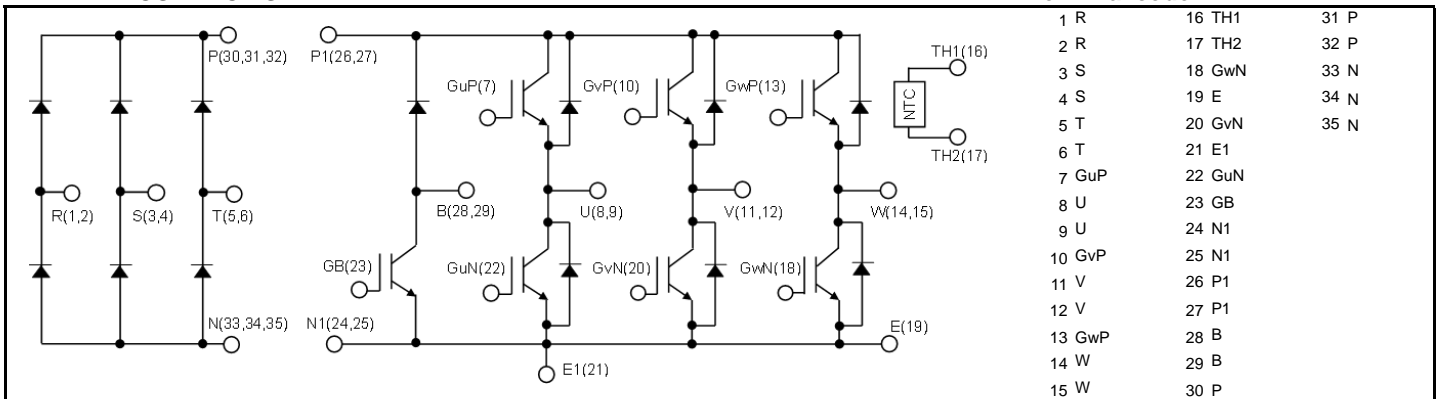 P(30,31,32)
P1(26,27)
GuP(7)
GvP(10)
GwP(13)
TH1(16)
NTC
TH2(17)
R(1,2)
S(3,4)
T(5,6)
B(28,29)
U(8,9)
V(11,12)
W(14,15)
GB(23)
GuN(22)
GvN(20)
GwN(18)
N(33,34,35)
N1(24,25)
E(19)
E1(21)
1 R
2 R
3 S
4 S
5 T
6 T
7 GuP
8 U
9 U
10 GvP
11 V
12 V
13 GwP
14 W
15 W
16 TH1
17 TH2
18 GwN
19 E
20 GvN
21 E1
22 GuN
23 GB
24 N1
25 N1
26 P1
27 P1
28 B
29 B
30 P
31 P
32 P
33 N
34 N
35 N